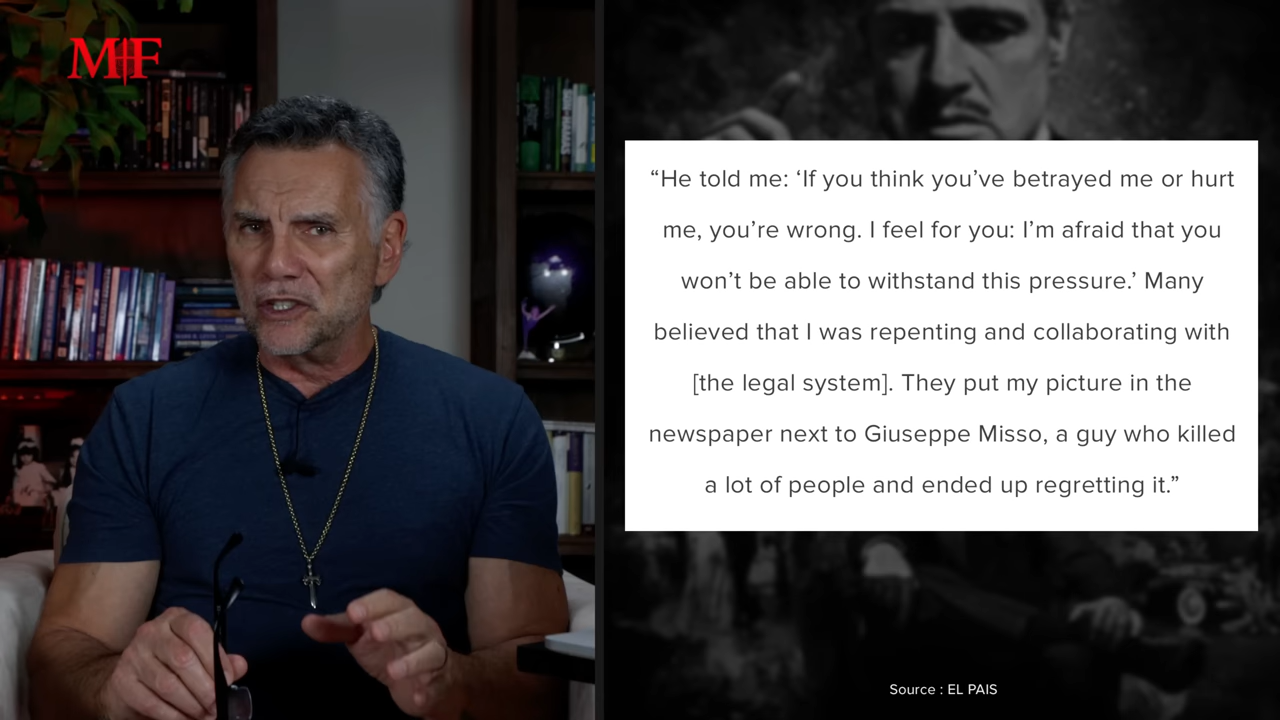 MF
“He told me: ‘If you think you’ve betrayed me or hurt
me, you’re wrong. I feel for you: I’m afraid that you
won’t be able to withstand this pressure.’ Many
believed that I was repenting and collaborating with
[the legal system]. They put my picture in the
newspaper next to Giuseppe Misso, a guy who killed
a lot of people and ended up regretting it.”
Source : EL PAIS